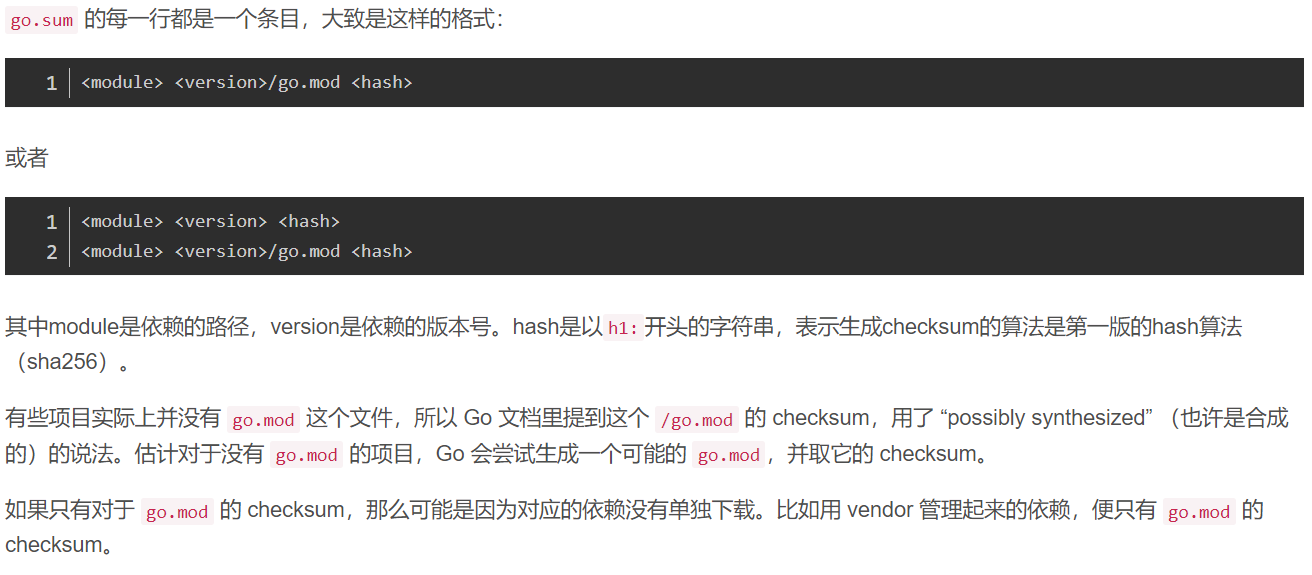 go.sum 的每一行都是一个条目，大致是这样的格式：
1 <module> <version>/go.mod <hash>
或者
1 <module> <version> <hash>
2 <module> <version>/go.mod <hash>
其中module是依赖的路径，version是依赖的版本号。hash是以h1:开头的字符串，表示生成checksum的算法是第一版的hash算法
（sha256）。
有些项目实际上并没有 go.mod 这个文件，所以 Go 文档里提到这个 /go.mod 的 checksum，用了 “possibly synthesized” （也许是合成
的）的说法。估计对于没有 go.mod 的项目，Go 会尝试生成一个可能的 go.mod，并取它的 checksum。
如果只有对于 go.mod 的 checksum，那么可能是因为对应的依赖没有单独下载。比如用 vendor 管理起来的依赖，便只有 go.mod 的
checksum。